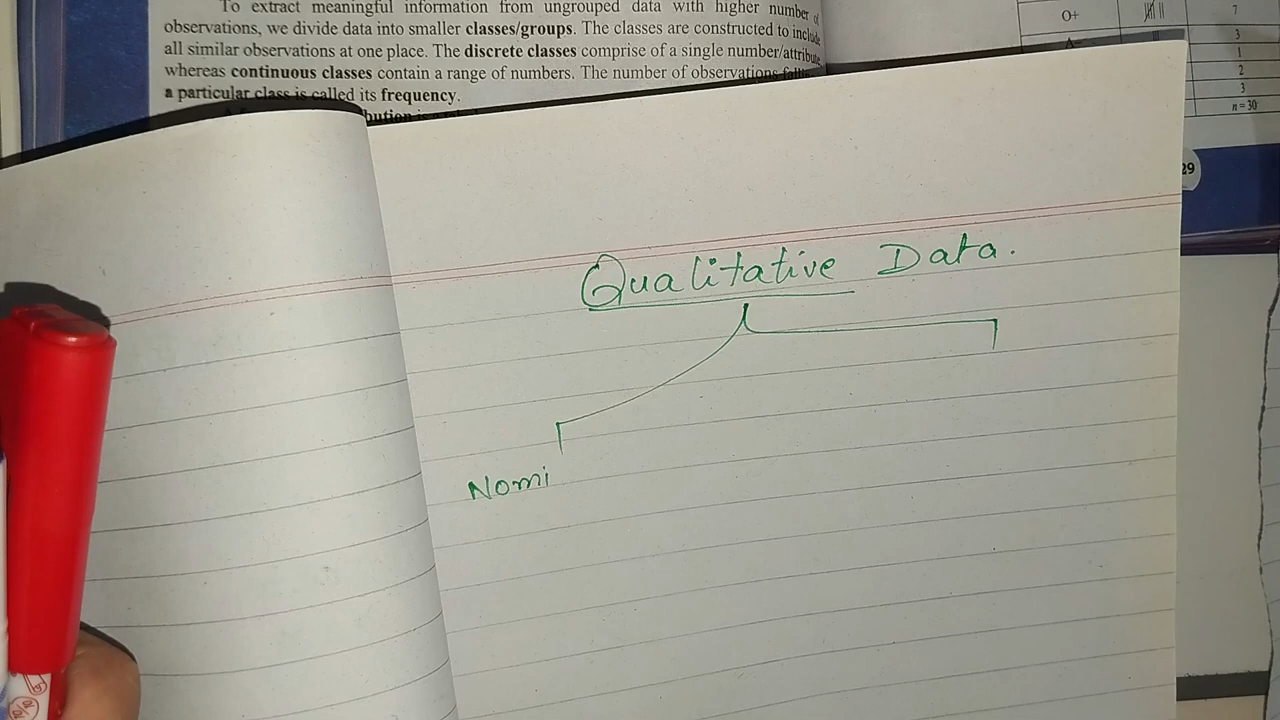 To extract meaningful information from ungrouped data with higher number of
observations, we divide data into smaller classes/groups. The classes are constructed to include
all similar observations at one place. The discrete classes comprise of a single number/attribute
whereas continuous classes contain a range of numbers. The number of observations
a particular class is called its frequency.
O+ 7
3
A− 1
2
3
n = 30
29
Qualitative Data.
Nomi